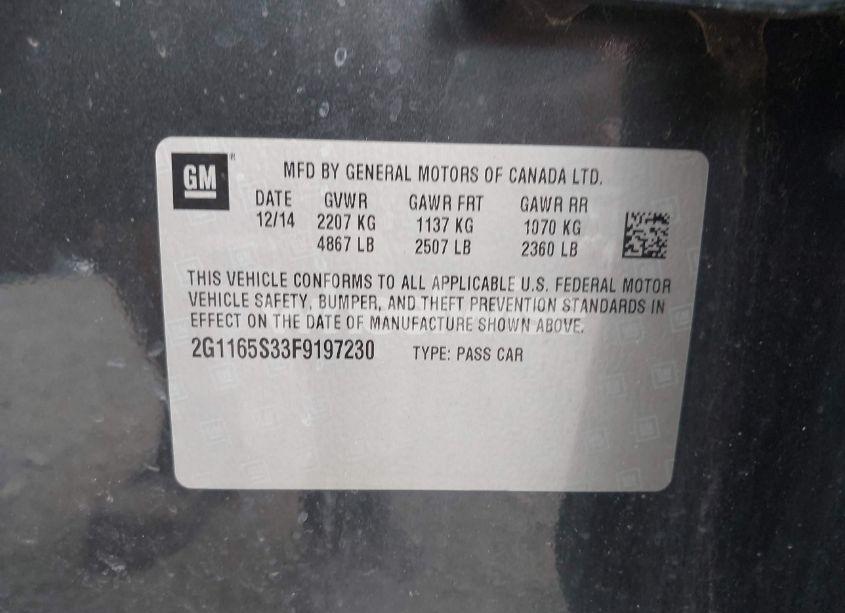 GM ® MFD BY GENERAL MOTORS OF CANADA LTD.
DATE GVWR GAWR FRT GAWR RR
12/14 2207 KG 1137 KG 1070 KG
4867 LB 2507 LB 2360 LB
THIS VEHICLE CONFORMS TO ALL APPLICABLE U.S. FEDERAL MOTOR
VEHICLE SAFETY, BUMPER, AND THEFT PREVENTION STANDARDS IN
EFFECT ON THE DATE OF MANUFACTURE SHOWN ABOVE.
2G1165S33F9197230 TYPE: PASS CAR